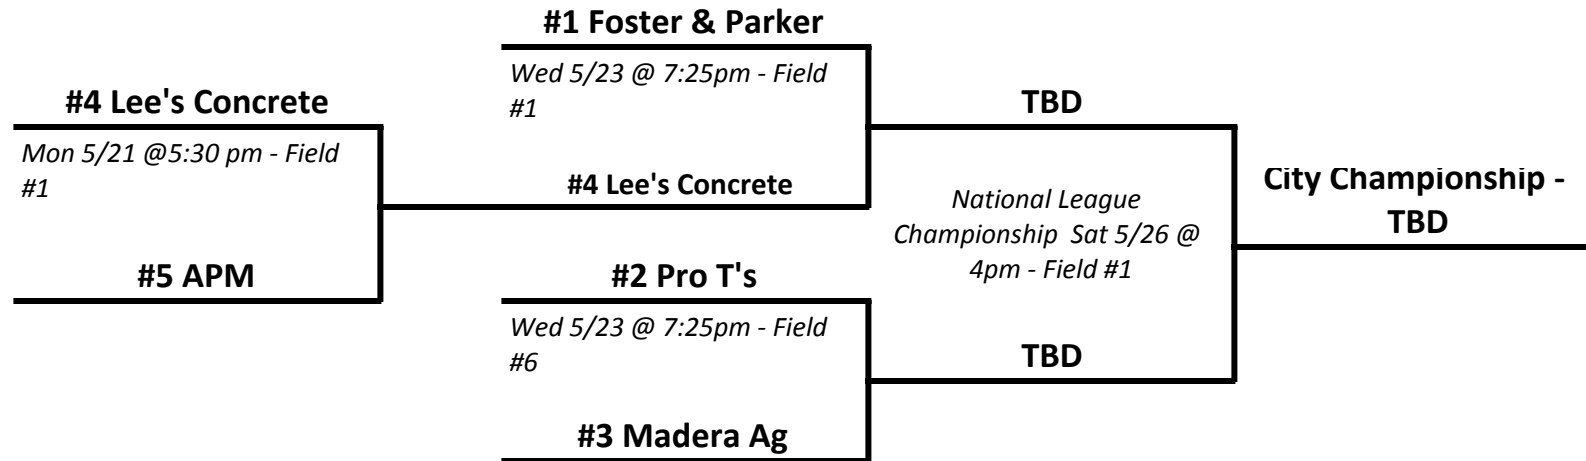 #1 Foster & Parker
Wed 5/23 @ 7:25pm - Field
#1
#4 Lee's Concrete
TBD
Mon 5/21 @5:30 pm - Field
#1
#4 Lee's Concrete
National League
Championship  Sat 5/26 @
4pm - Field #1
City Championship -
TBD
#5 APM
#2 Pro T's
Wed 5/23 @ 7:25pm - Field
#6
TBD
#3 Madera Ag